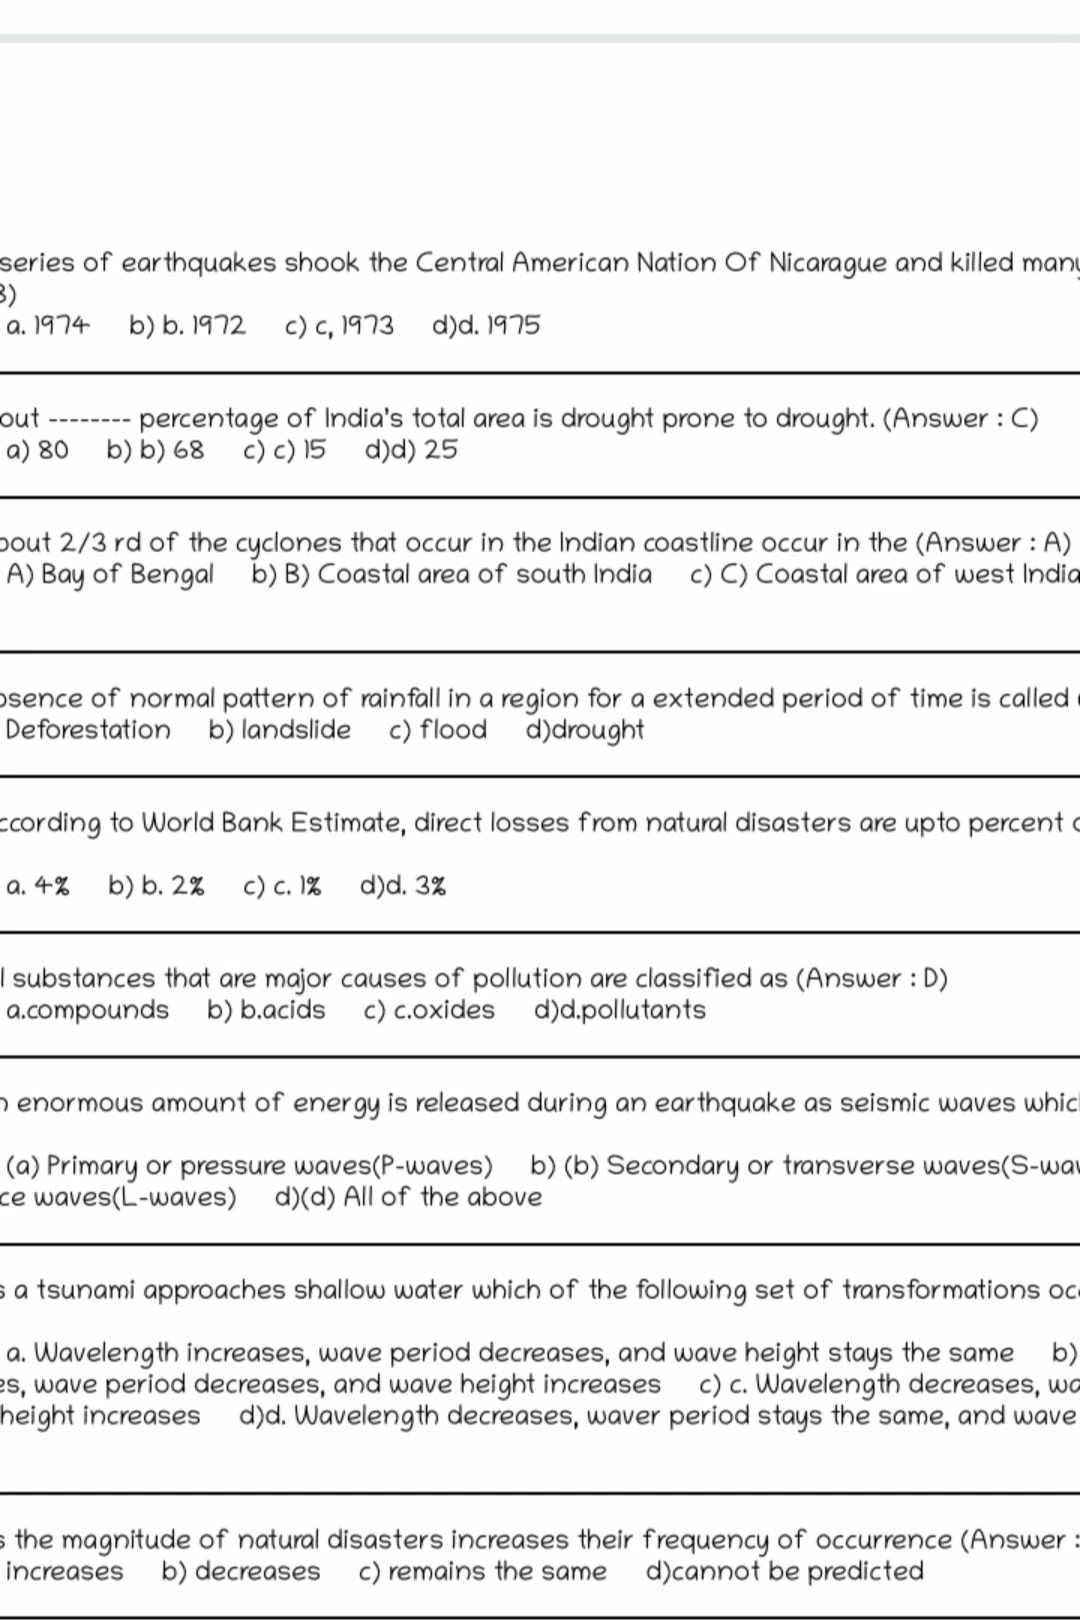 series of earthquakes shook the Central American Nation Of Nicarague and killed many
B)
a. 1974 b) b. 1972 c) c, 1973 d)d. 1975
out -------- percentage of India's total area is drought prone to drought. (Answer : C)
a) 80 b) b) 68 c) c) 15 d)d) 25
bout 2/3 rd of the cyclones that occur in the Indian coastline occur in the (Answer : A)
A) Bay of Bengal b) B) Coastal area of south India c) C) Coastal area of west India
bsence of normal pattern of rainfall in a region for a extended period of time is called
Deforestation b) landslide c) flood d)drought
ccording to World Bank Estimate, direct losses from natural disasters are upto percent
a. 4% b) b. 2% c) c. 1% d)d. 3%
l substances that are major causes of pollution are classified as (Answer : D)
a.compounds b) b.acids c) c.oxides d)d.pollutants
n enormous amount of energy is released during an earthquake as seismic waves whic
(a) Primary or pressure waves(P-waves) b) (b) Secondary or transverse waves(S-wav
ce waves(L-waves) d)(d) All of the above
s a tsunami approaches shallow water which of the following set of transformations oc
a. Wavelength increases, wave period decreases, and wave height stays the same b)
es, wave period decreases, and wave height increases c) c. Wavelength decreases, wa
height increases d)d. Wavelength decreases, waver period stays the same, and wave
s the magnitude of natural disasters increases their frequency of occurrence (Answer :
increases b) decreases c) remains the same d)cannot be predicted